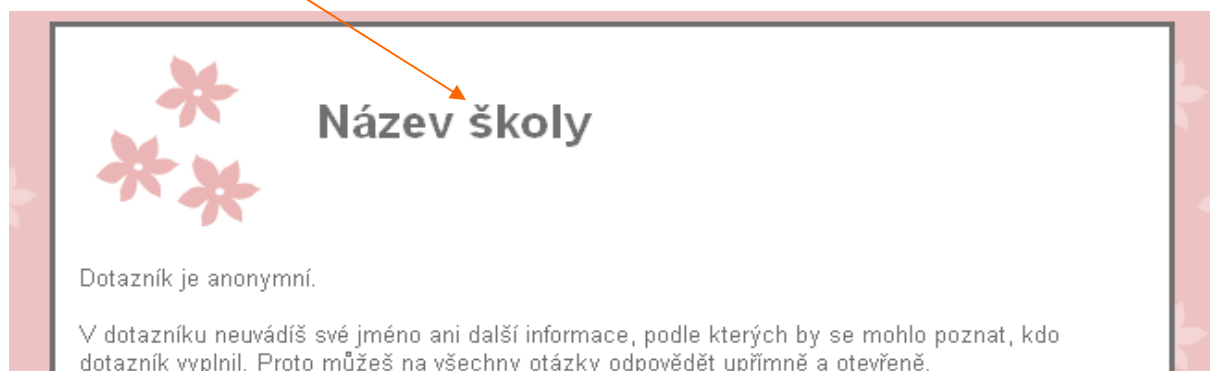 Název školy
Dotazník je anonymní.
V dotazníku neuvádíš své jméno ani další informace, podle kterých by se mohlo poznat, kdo
dotazník vyplnil. Proto můžeš na všechny otázky odpovědět upřímně a otevřeně.